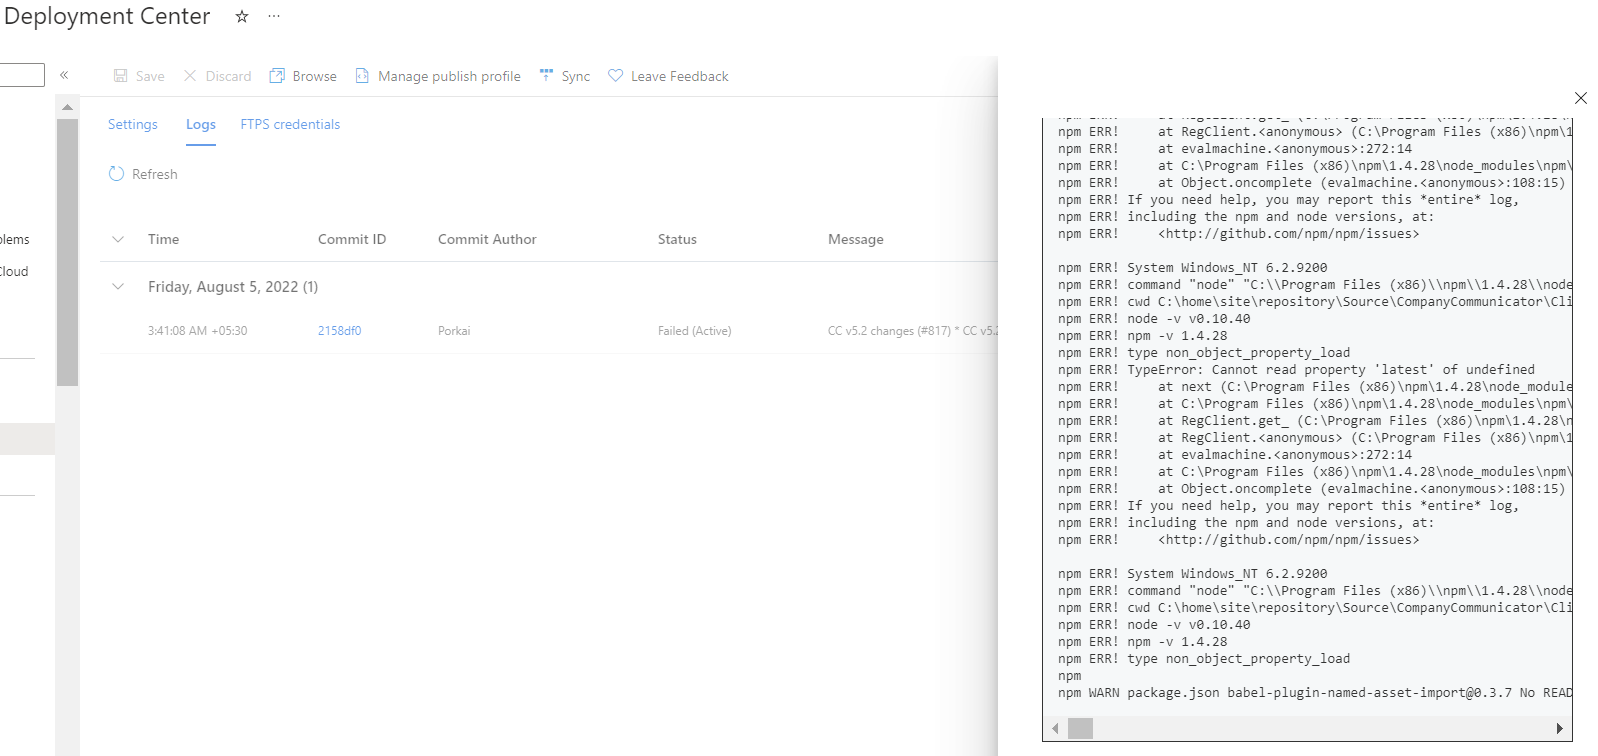 Deployment Center
Save
Discard
Browse
Manage publish profile
Sync
Leave Feedback
Settings
Logs
FTPS credentials
Refresh
Time
Commit ID
Commit Author
Status
Message
Friday, August 5, 2022 (1)
3:41:08 AM +05:30
2158df0
Porkai
Failed (Active)
CC v5.2 changes (#817) * CC v5.2
blems
Cloud
npm ERR!     at RegClient.get_ (C:\Program Files (x86)\npm\1.4.28\n
npm ERR!     at RegClient.<anonymous> (C:\Program Files (x86)\npm\1
npm ERR!     at evalmachine.<anonymous>:272:14
npm ERR!     at C:\Program Files (x86)\npm\1.4.28\node_modules\npm\
npm ERR!     at Object.oncomplete (evalmachine.<anonymous>:108:15)
npm ERR! If you need help, you may report this *entire* log,
npm ERR! including the npm and node versions, at:
npm ERR!     <http://github.com/npm/npm/issues>
npm ERR! System Windows_NT 6.2.9200
npm ERR! command "node" "C:\\Program Files (x86)\\npm\\1.4.28\\node
npm ERR! cwd C:\home\site\repository\Source\CompanyCommunicator\Cli
npm ERR! node -v v0.10.40
npm ERR! npm -v 1.4.28
npm ERR! type non_object_property_load
npm ERR! TypeError: Cannot read property 'latest' of undefined
npm ERR!     at next (C:\Program Files (x86)\npm\1.4.28\node_module
npm ERR!     at C:\Program Files (x86)\npm\1.4.28\node_modules\npm\
npm ERR!     at RegClient.get_ (C:\Program Files (x86)\npm\1.4.28\n
npm ERR!     at RegClient.<anonymous> (C:\Program Files (x86)\npm\1
npm ERR!     at evalmachine.<anonymous>:272:14
npm ERR!     at C:\Program Files (x86)\npm\1.4.28\node_modules\npm\
npm ERR!     at Object.oncomplete (evalmachine.<anonymous>:108:15)
npm ERR! If you need help, you may report this *entire* log,
npm ERR! including the npm and node versions, at:
npm ERR!     <http://github.com/npm/npm/issues>
npm ERR! System Windows_NT 6.2.9200
npm ERR! command "node" "C:\\Program Files (x86)\\npm\\1.4.28\\node
npm ERR! cwd C:\home\site\repository\Source\CompanyCommunicator\Cli
npm ERR! node -v v0.10.40
npm ERR! npm -v 1.4.28
npm ERR! type non_object_property_load
npm
npm WARN package.json babel-plugin-named-asset-import@0.3.7 No READ